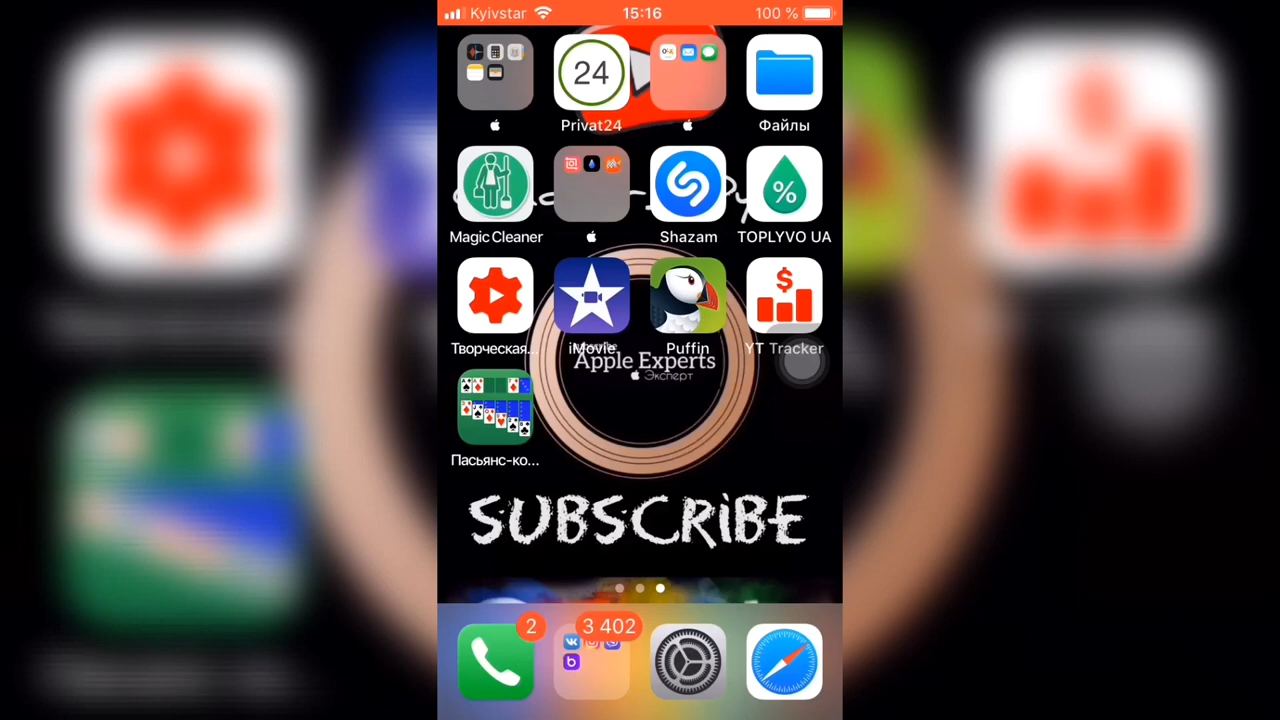 Kyivstar 15:16 100 %
24
Privat24 Файлы
%
Magic Cleaner Shazam TOPLYVO UA
$
Творческая... iMovie Puffin YT Tracker
Apple Experts
Эксперт
Пасьянс-ко...
SUBSCRiBE
2 3 402